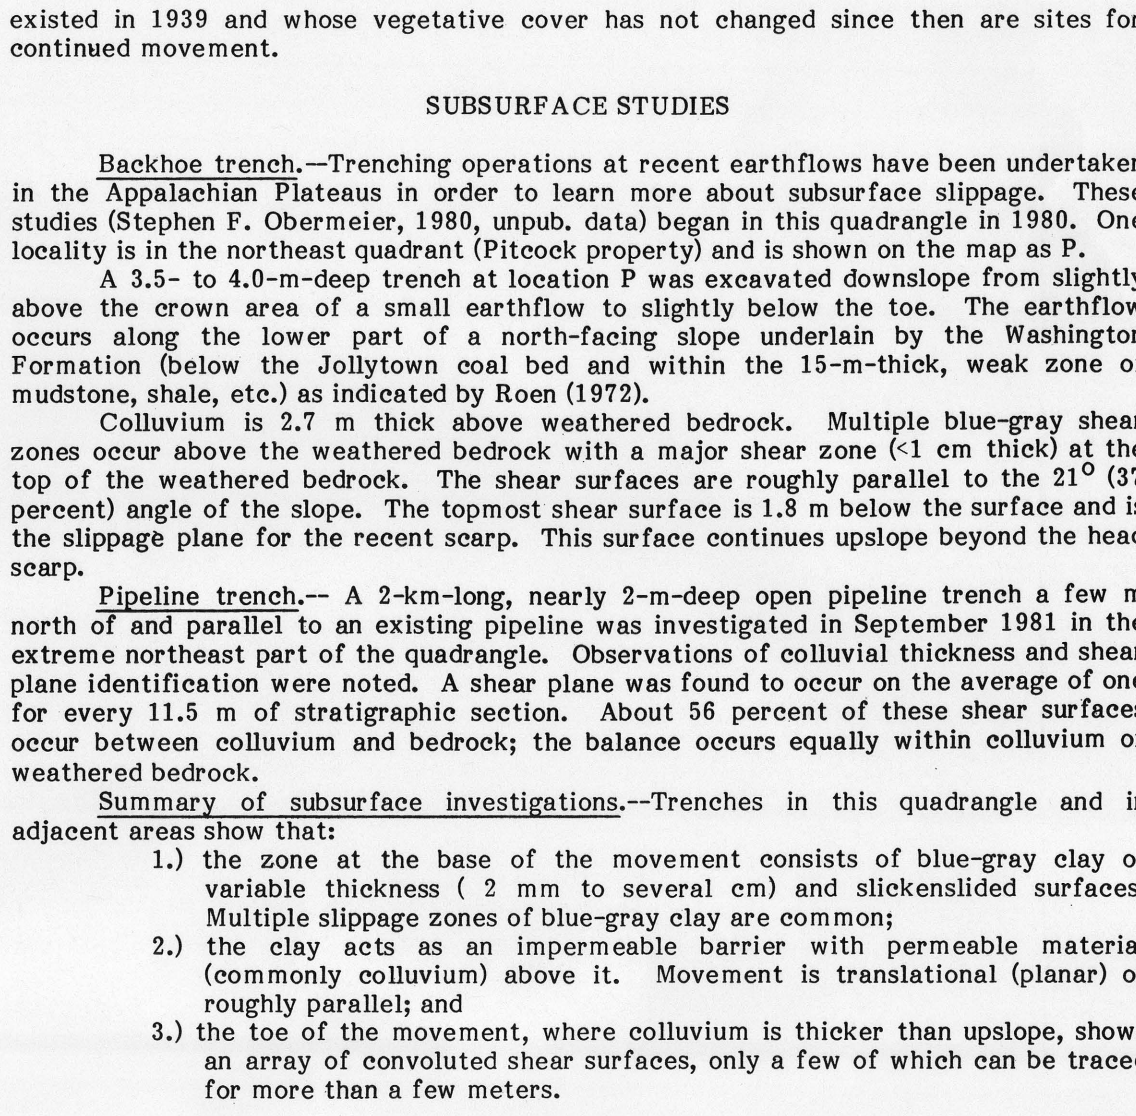 existed in 1939 and whose vegetative cover has not changed since then are sites for
continued movement.
SUBSURFACE STUDIES
Backhoe trench.--Trenching operations at recent earthflows have been undertaken
in the Appalachian Plateaus in order to learn more about subsurface slippage. These
studies (Stephen F. Obermeier, 1980, unpub. data) began in this quadrangle in 1980. One
locality is in the northeast quadrant (Pitcock property) and is shown on the map as P.
A 3.5- to 4.0-m-deep trench at location P was excavated downslope from slightly
above the crown area of a small earthflow to slightly below the toe. The earthflow
occurs along the lower part of a north-facing slope underlain by the Washington
Formation (below the Jollytown coal bed and within the 15-m-thick, weak zone of
mudstone, shale, etc.) as indicated by Roen (1972).
Colluvium is 2.7 m thick above weathered bedrock. Multiple blue-gray shear
zones occur above the weathered bedrock with a major shear zone (<1 cm thick) at the
top of the weathered bedrock. The shear surfaces are roughly parallel to the 21° (37
percent) angle of the slope. The topmost shear surface is 1.8 m below the surface and is
the slippage plane for the recent scarp. This surface continues upslope beyond the head
scarp.
Pipeline trench.-- A 2-km-long, nearly 2-m-deep open pipeline trench a few m
north of and parallel to an existing pipeline was investigated in September 1981 in the
extreme northeast part of the quadrangle. Observations of colluvial thickness and shear
plane identification were noted. A shear plane was found to occur on the average of one
for every 11.5 m of stratigraphic section. About 56 percent of these shear surfaces
occur between colluvium and bedrock; the balance occurs equally within colluvium or
weathered bedrock.
Summary of subsurface investigations.--Trenches in this quadrangle and in
adjacent areas show that:
1.) the zone at the base of the movement consists of blue-gray clay of
variable thickness ( 2 mm to several cm) and slickenslided surfaces.
Multiple slippage zones of blue-gray clay are common;
2.) the clay acts as an impermeable barrier with permeable material
(commonly colluvium) above it. Movement is translational (planar) or
roughly parallel; and
3.) the toe of the movement, where colluvium is thicker than upslope, shows
an array of convoluted shear surfaces, only a few of which can be traced
for more than a few meters.